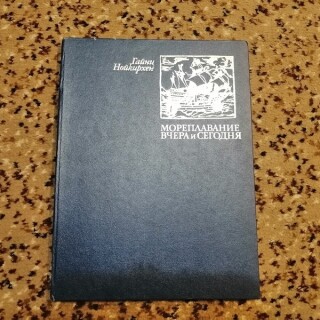 Гайнц
Нойкирхен
МОРЕПЛАВАНИЕ
ВЧЕРА И СЕГОДНЯ